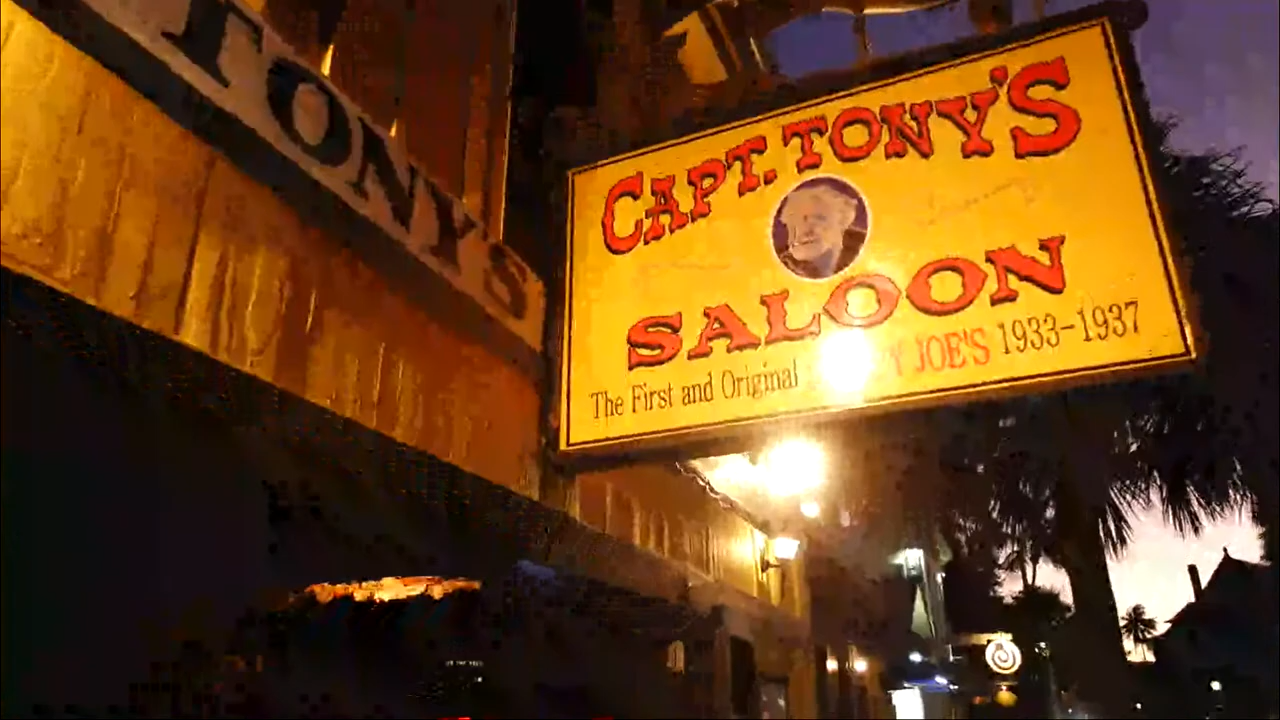 TONY'S
CAPT. TONY'S
SALOON
The First and Original JOE'S 1933-1937